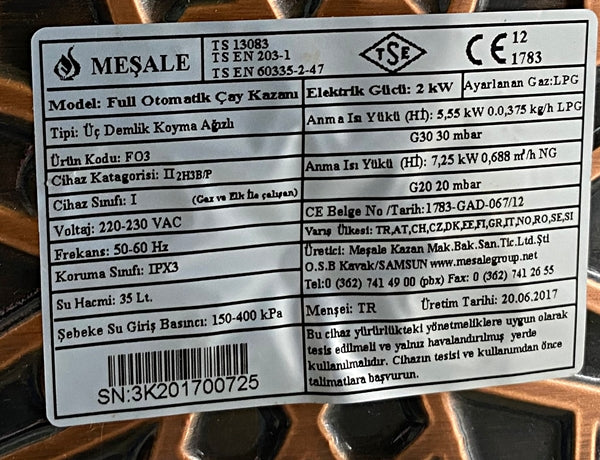 MEŞALE
TS 13083
TS EN 203-1
TS EN 60335-2-47
TSE
CE 12
1783
Model: Full Otomatik Çay Kazanı
Elektrik Gücü: 2 kW
Ayarlanan Gaz:LPG
Tipi: Üç Demlik Koyma Ağızlı
Anma Isı Yükü (Hİ): 5,55 kW 0.0,375 kg/h LPG
G30 30 mbar
Ürün Kodu: FO3
Cihaz Katagorisi: II2H3B/P
Anma Isı Yükü (Hİ): 7,25 kW 0,688 m³/h NG
Cihaz Sınıfı: I (Gaz ve Elk İle çalışan)
G20 20 mbar
Voltaj: 220-230 VAC
CE Belge No /Tarih:1783-GAD-067/12
Frekans: 50-60 Hz
Varış Ülkesi: TR,AT,CH,CZ,DK,EE,FI,GR,IT,NO,RO,SE,SI
Koruma Sınıfı: IPX3
Üretici: Meşale Kazan Mak.Bak.San.Tic.Ltd.Şti
O.S.B Kavak/SAMSUN www.mesalegroup.net
Tel:0 (362) 741 49 00 (pbx) Fax: 0 (362) 741 26 55
Su Hacmi: 35 Lt.
Menşei: TR
Üretim Tarihi: 20.06.2017
Şebeke Su Giriş Basıncı: 150-400 kPa
Bu cihaz yürürlükteki yönetmeliklere uygun olarak
tesis edilmeli ve yalnız havalandırılmış yerde
kullanılmalıdır. Cihazın tesisi ve kullanımdan önce
talimatlara başvurun.
SN:3K201700725